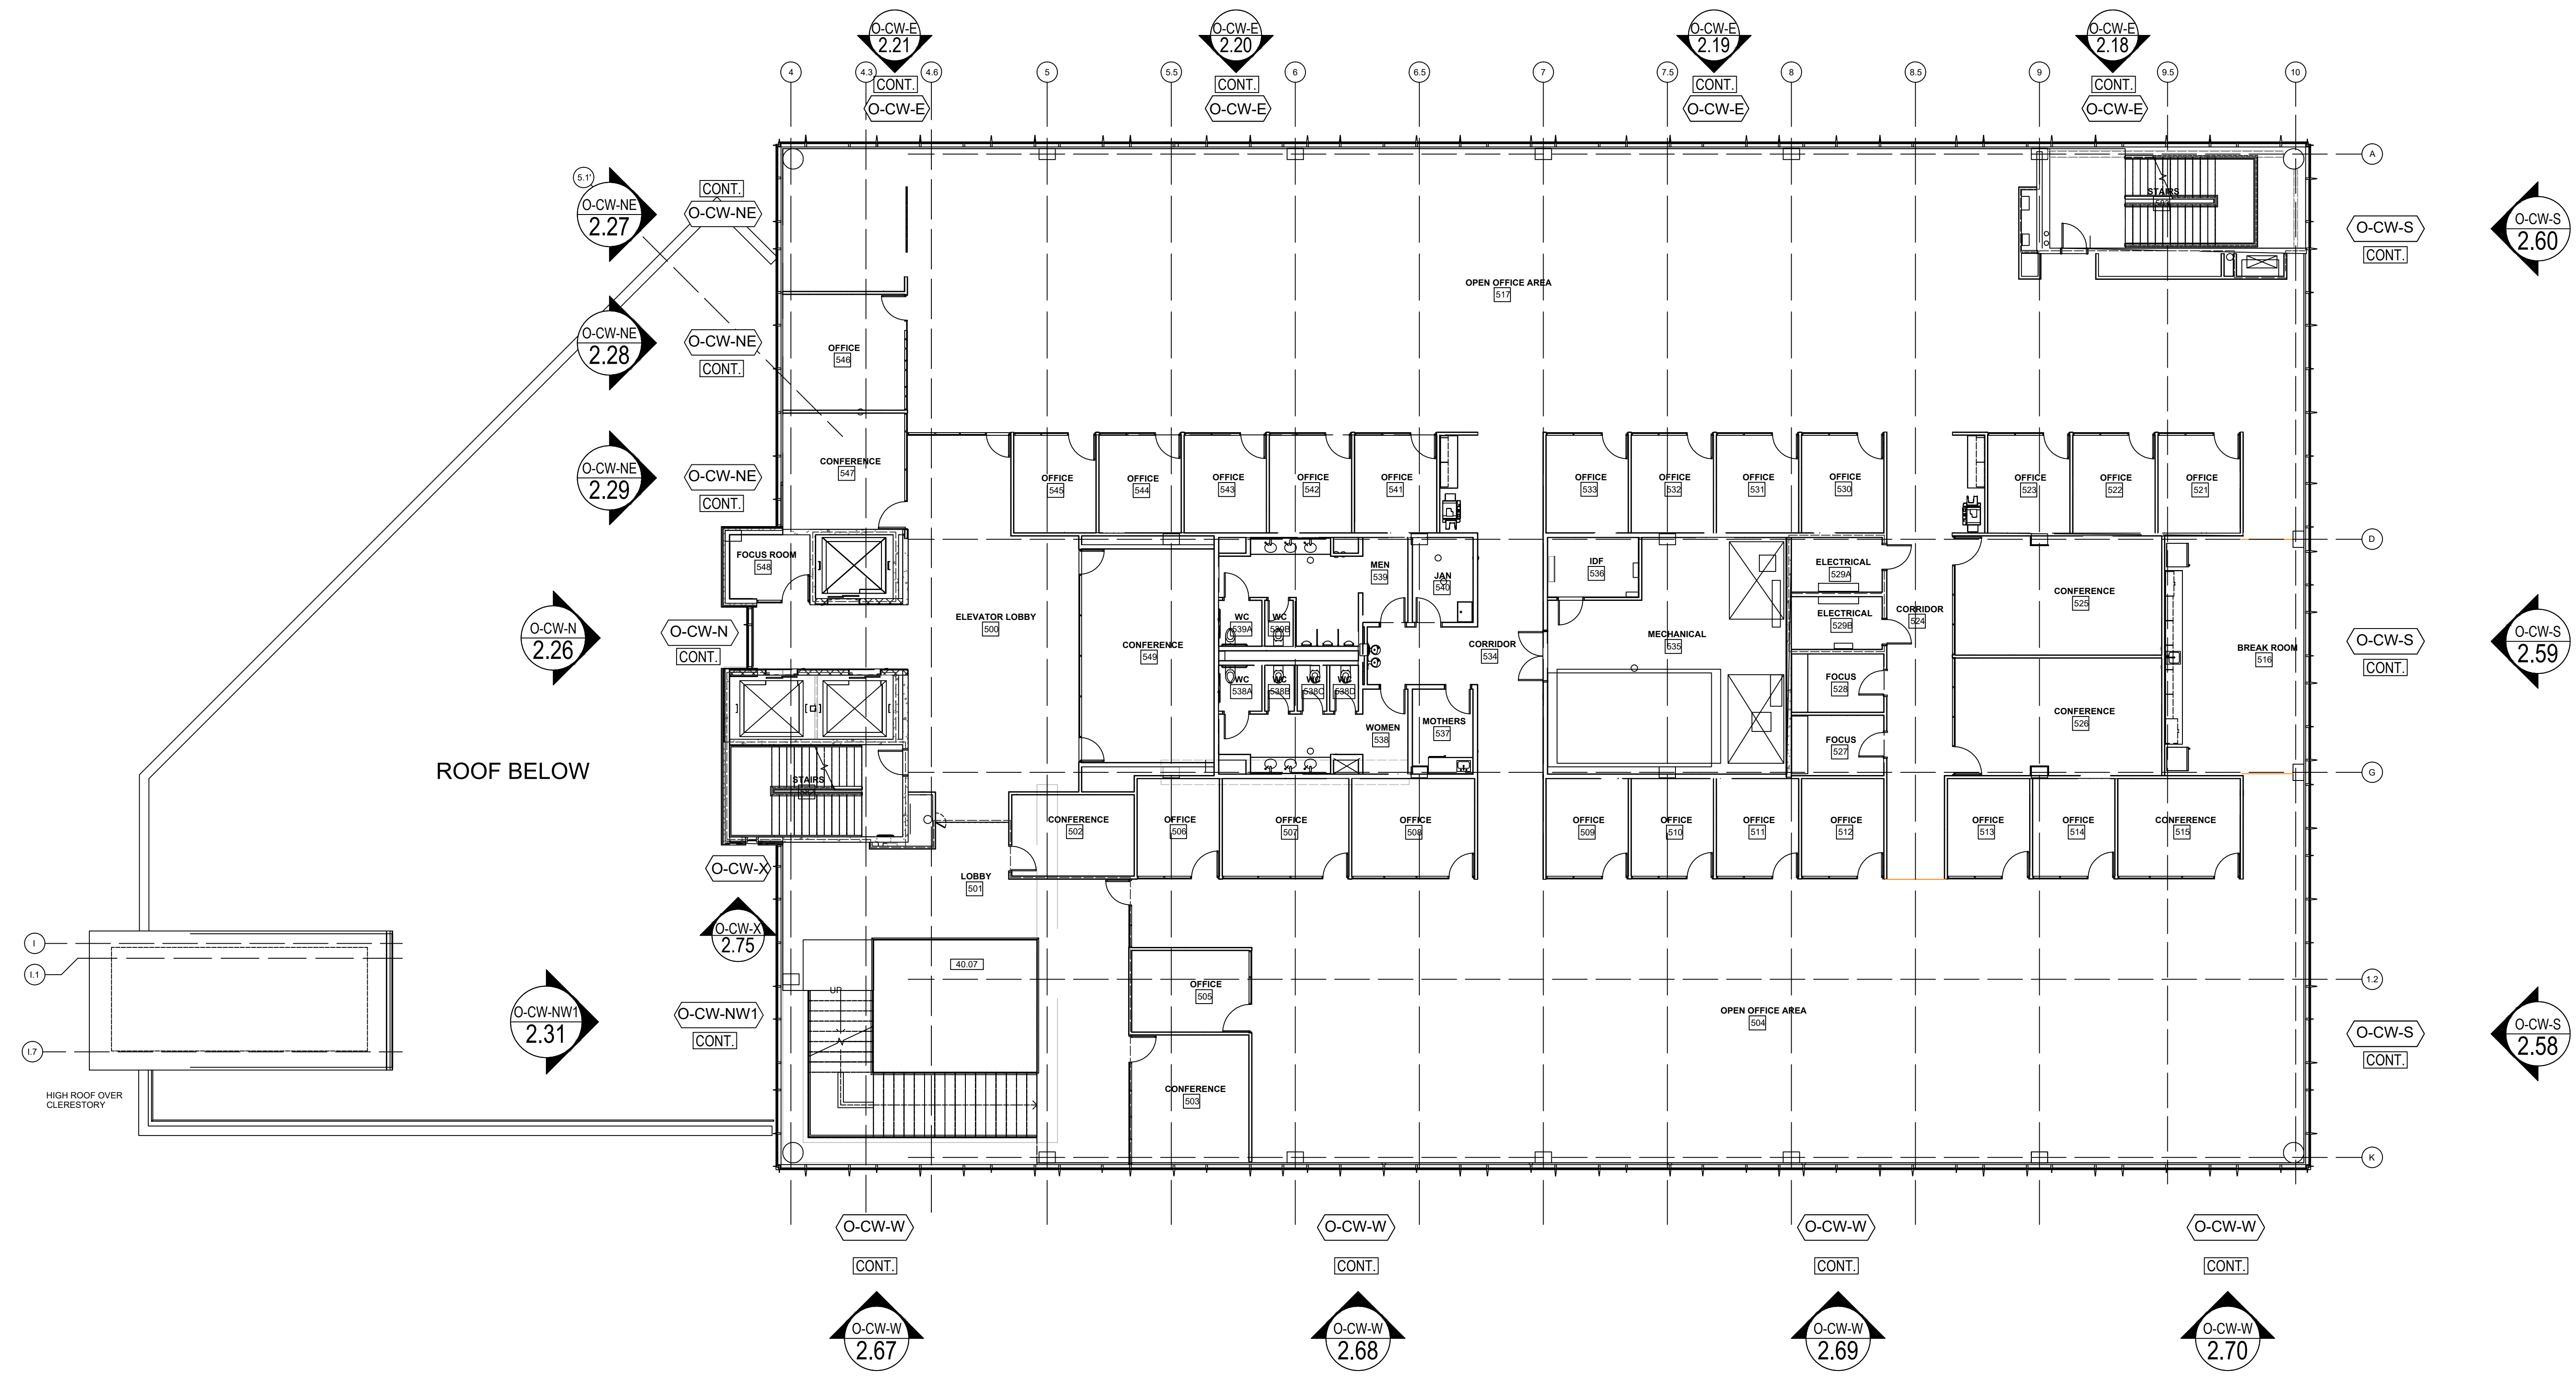 O-CW-E
2.21
O-CW-E
2.20
O-CW-E
2.19
O-CW-E
2.18
4
4.3
4.6
5
5.5
6
6.5
7
7.5
8
8.5
9
9.5
10
CONT.
O-CW-E
CONT.
O-CW-E
CONT.
O-CW-E
CONT.
O-CW-E
A
5.1'
O-CW-NE
2.27
CONT.
O-CW-NE
STAIRS
O-CW-S
CONT.
O-CW-S
2.60
OPEN OFFICE AREA
517
O-CW-NE
2.28
O-CW-NE
CONT.
OFFICE
546
CONFERENCE
547
O-CW-NE
2.29
O-CW-NE
CONT.
OFFICE
545
OFFICE
544
OFFICE
543
OFFICE
542
OFFICE
541
OFFICE
533
OFFICE
532
OFFICE
531
OFFICE
530
OFFICE
523
OFFICE
522
OFFICE
521
D
FOCUS ROOM
548
MEN
539
JAN
540
IDF
536
ELECTRICAL
529A
CONFERENCE
525
ELEVATOR LOBBY
500
WC
539A
WC
539B
ELECTRICAL
529B
CORRIDOR
524
O-CW-N
2.26
O-CW-N
CONT.
CONFERENCE
549
CORRIDOR
534
MECHANICAL
535
BREAK ROOM
516
O-CW-S
CONT.
O-CW-S
2.59
WC
538A
WC
538B
WC
538C
WC
538D
FOCUS
528
WOMEN
538
MOTHERS
537
FOCUS
527
CONFERENCE
526
ROOF BELOW
STAIRS
G
CONFERENCE
502
OFFICE
506
OFFICE
507
OFFICE
508
OFFICE
509
OFFICE
510
OFFICE
511
OFFICE
512
OFFICE
513
OFFICE
514
CONFERENCE
515
O-CW-X
LOBBY
501
O-CW-X
2.75
I
I.1
I.7
40.07
UP
1.2
OFFICE
505
OPEN OFFICE AREA
504
O-CW-NW1
2.31
O-CW-NW1
CONT.
O-CW-S
CONT.
O-CW-S
2.58
HIGH ROOF OVER
CLERESTORY
CONFERENCE
503
K
O-CW-W
CONT.
O-CW-W
2.67
O-CW-W
CONT.
O-CW-W
2.68
O-CW-W
CONT.
O-CW-W
2.69
O-CW-W
CONT.
O-CW-W
2.70